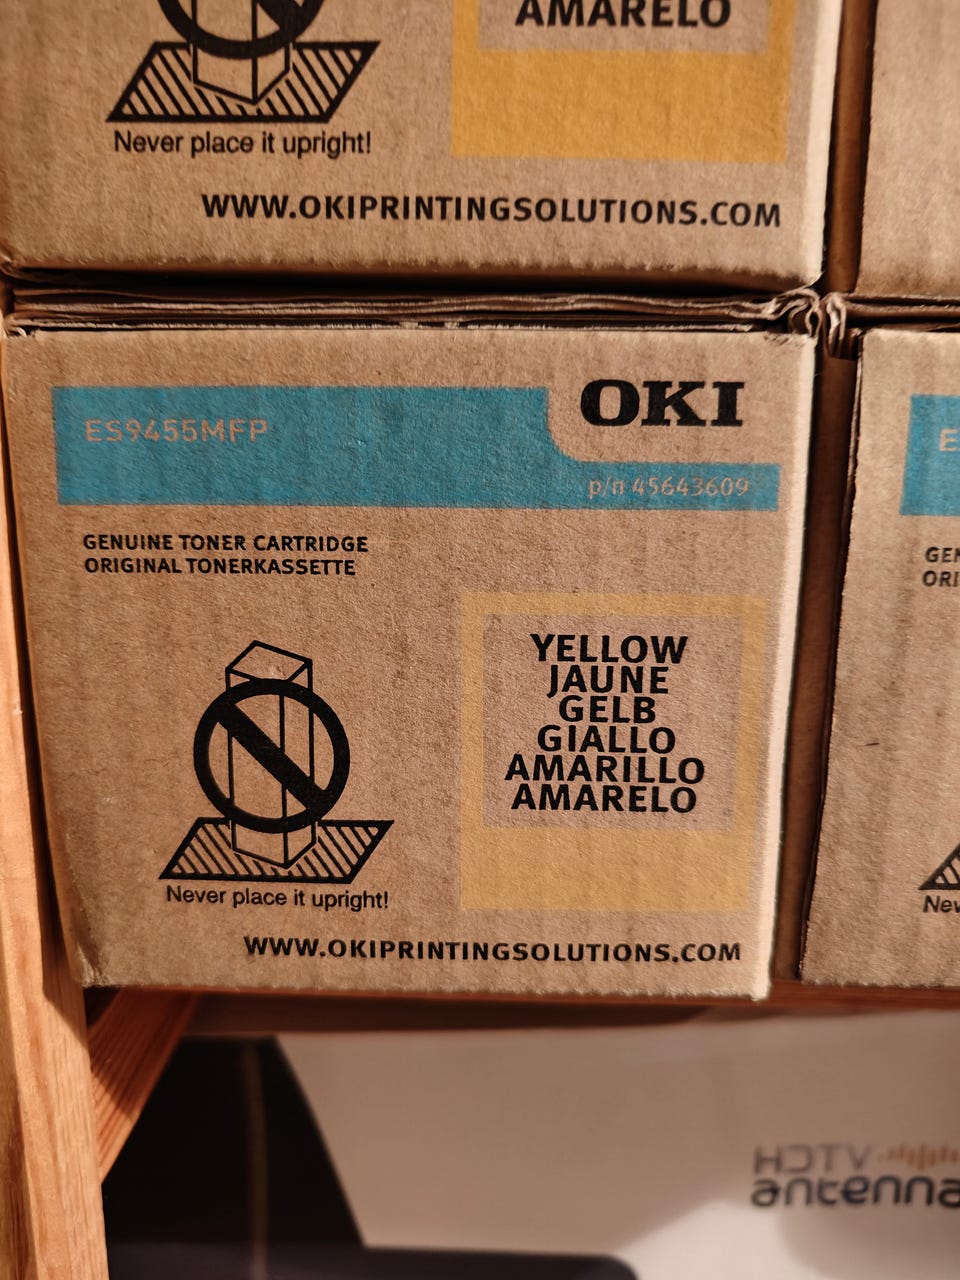 AMARELO
Never place it upright!
WWW.OKIPRINTINGSOLUTIONS.COM
OKI
ES9455MFP
p/n 45643609
GENUINE TONER CARTRIDGE
ORIGINAL TONERKASSETTE
YELLOW
JAUNE
GELB
GIALLO
AMARILLO
AMARELO
Never place it upright!
WWW.OKIPRINTINGSOLUTIONS.COM
HDTV
antenna